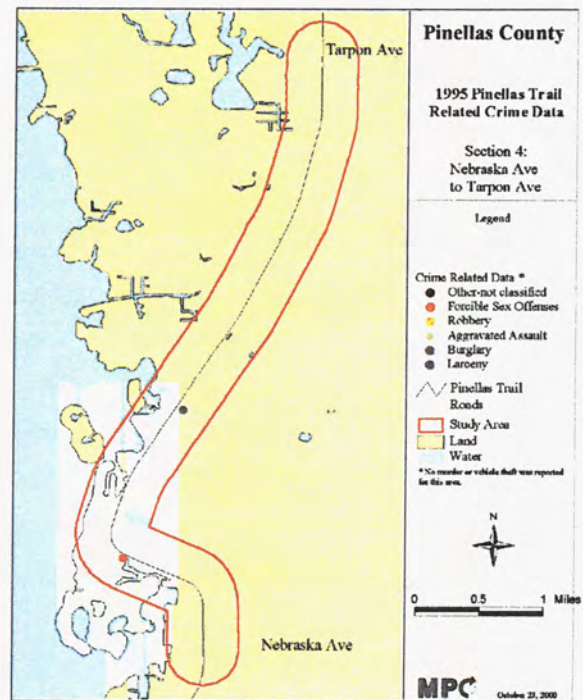 Pinellas County
1995 Pinellas Trail
Related Crime Data
Section 4:
Nebraska Ave
to Tarpon Ave
Legend
Crime Related Data *
Other-not classified
Forcible Sex Offenses
Robbery
Aggravated Assault
Burglary
Larceny
Pinellas Trail
Roads
Study Area
Land
Water
* No murder or vehicle theft was reported
for this area.
N
0 0.5 1 Miles
MPO
October 23, 2000
Tarpon Ave
Nebraska Ave